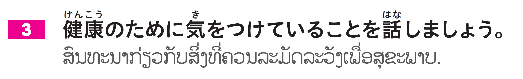 3 健康のために気をつけていることを話しましょう。
ສົນທະນາກ່ຽວກັບສິ່ງທີ່ຄວນລະມັດລະວັງເພື່ອສຸຂະພາບ.